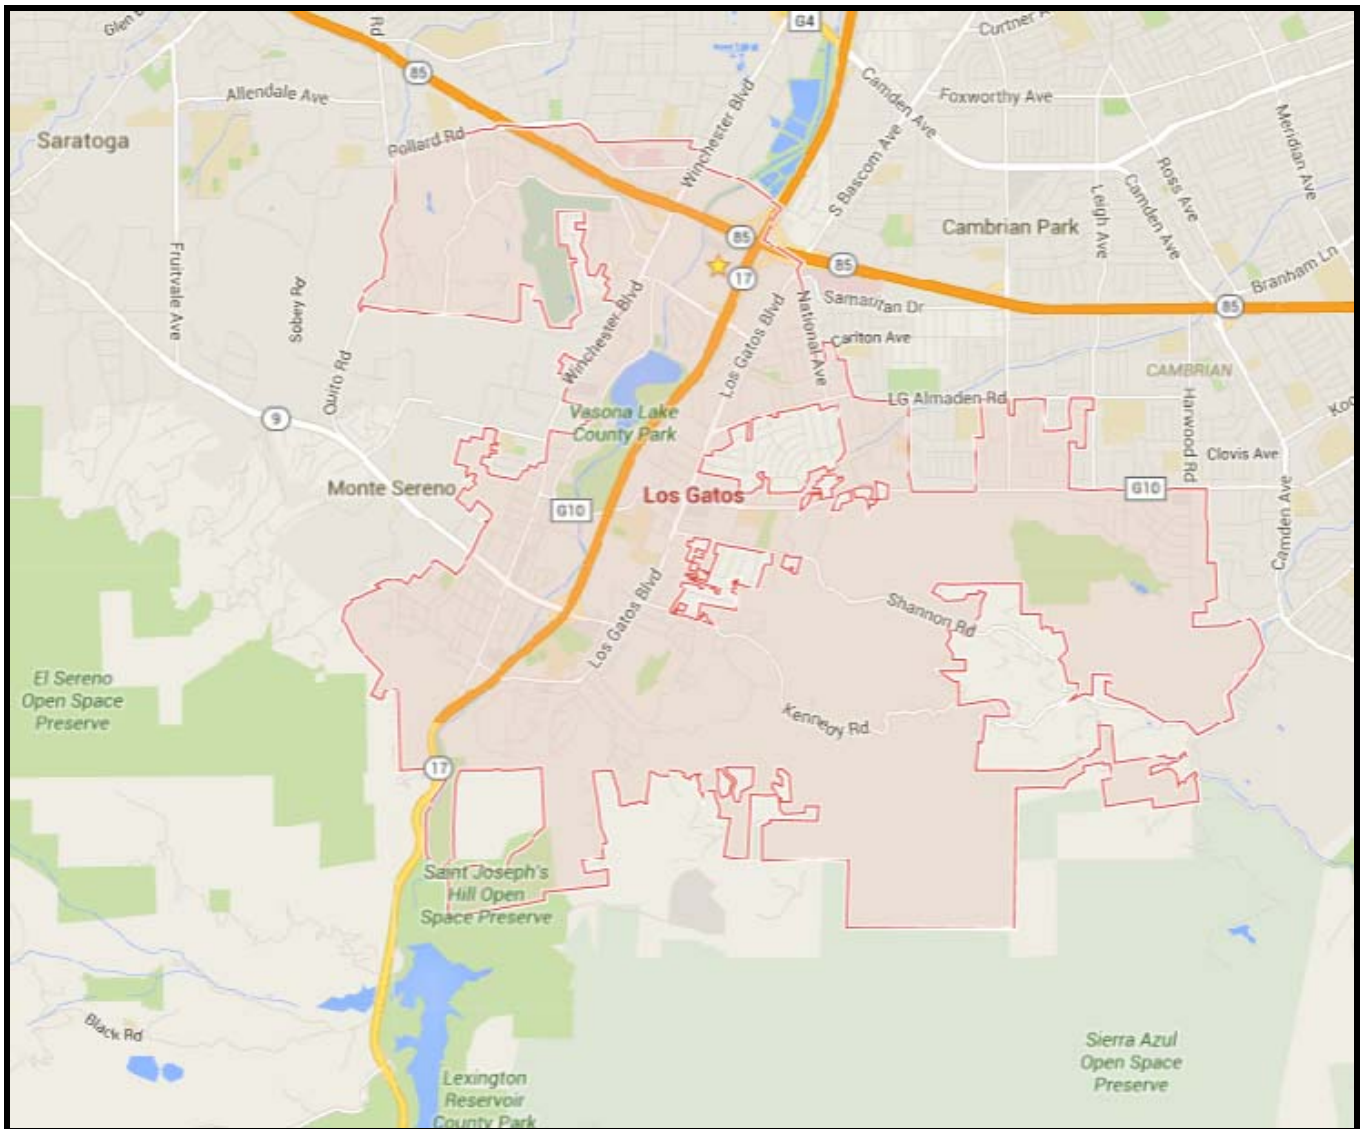 Rd
G4
Curtner
85
Camden Ave
Foxworthy Ave
Allendale Ave
Winchester Blvd
Meridian Ave
Saratoga
Pollard Rd
S Bascom Ave
Ross Ave
Leigh Ave
Camden Ave
Cambrian Park
85
85
Branham Ln
Fruitvale Ave
17
Sobey Rd
Winchester Blvd
Los Gatos Blvd
National Ave
Samaritan Dr
85
Carlton Ave
Quito Rd
CAMBRIAN
9
Vasona Lake
County Park
LG Almaden Rd
Harwood Rd
Clovis Ave
Monte Sereno
G10
Los Gatos
G10
Camden Ave
Los Gatos Blvd
Shannon Rd
El Sereno
Open Space
Preserve
Kennedy Rd
17
Saint Joseph's
Hill Open
Space Preserve
Black Rd
Sierra Azul
Open Space
Preserve
Lexington
Reservoir
County Park